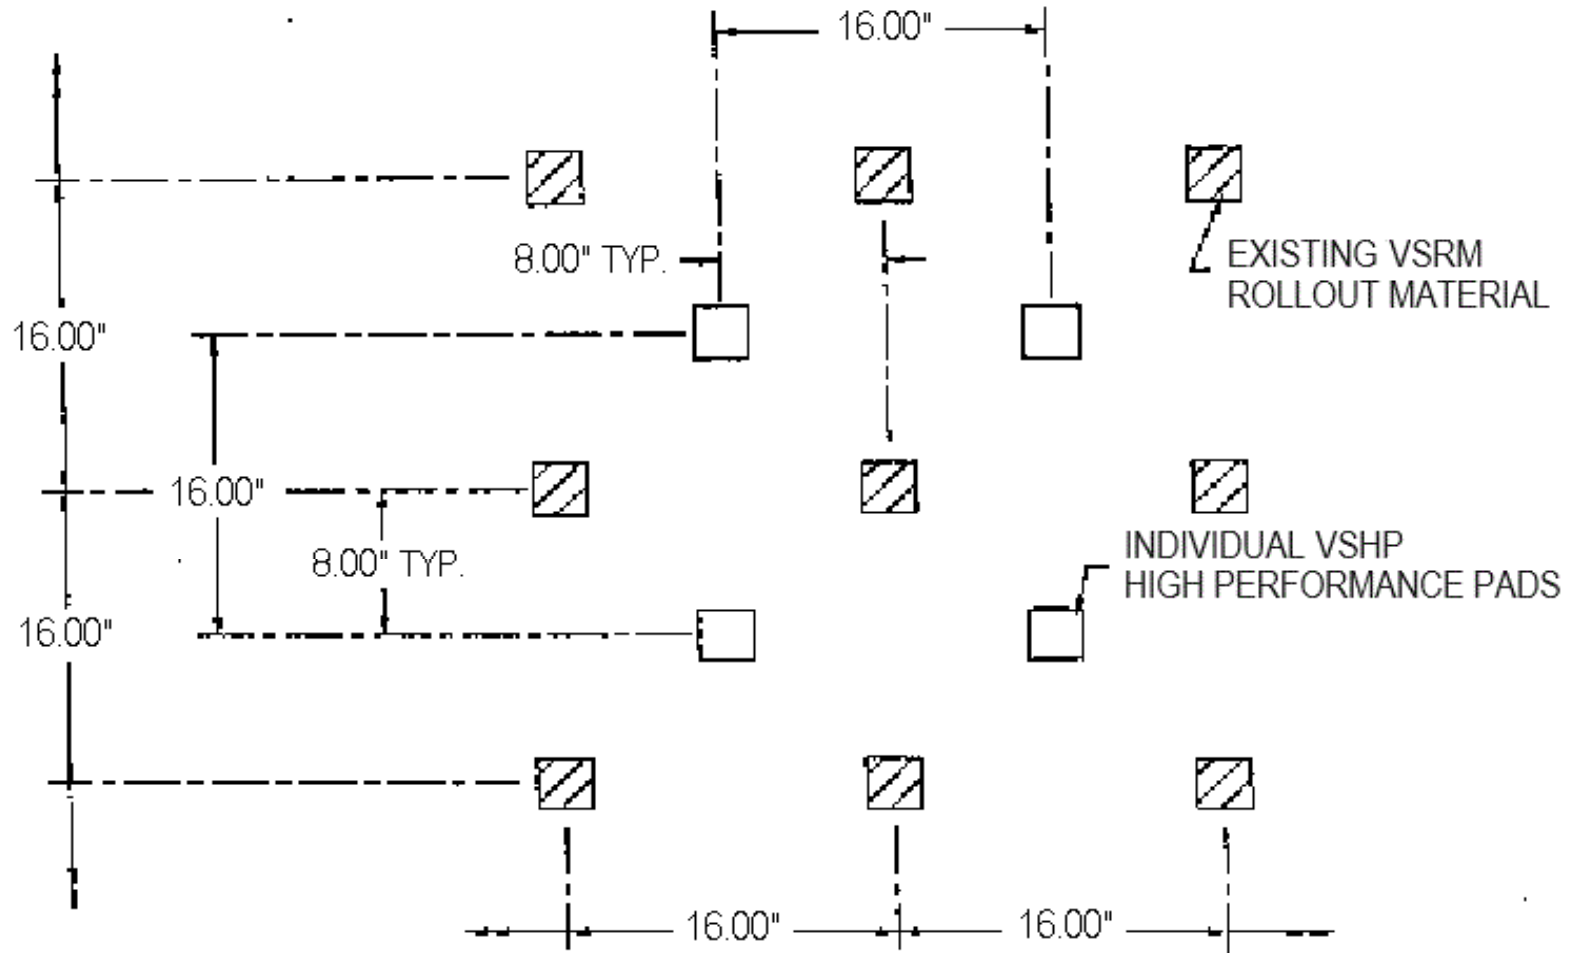 16.00"
8.00" TYP.
EXISTING VSRM
ROLLOUT MATERIAL
16.00"
16.00"
8.00" TYP.
INDIVIDUAL VSHP
HIGH PERFORMANCE PADS
16.00"
16.00"
16.00"